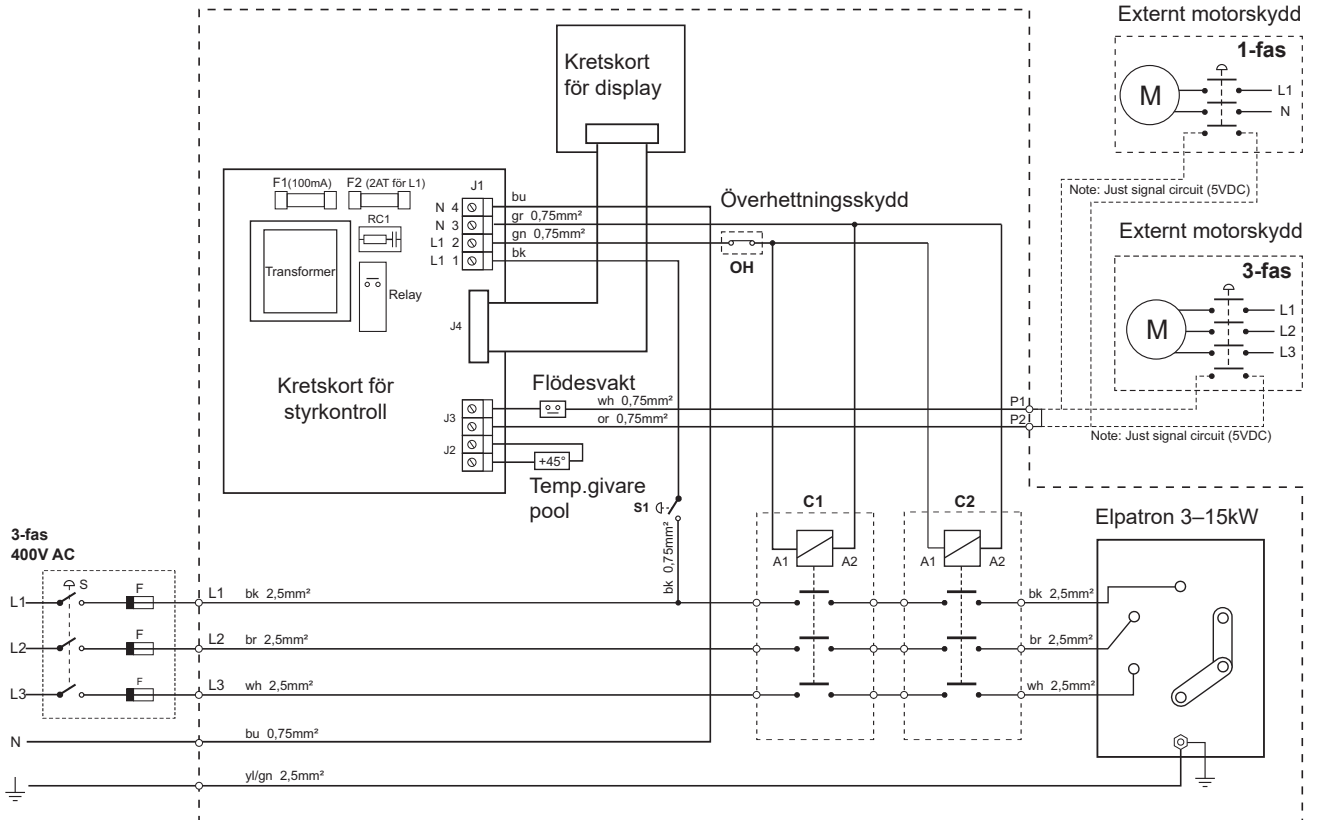 Externt motorskydd
1-fas
M
L1
N
Note: Just signal circuit (5VDC)
Externt motorskydd
3-fas
M
L1
L2
L3
Note: Just signal circuit (5VDC)
Kretskort
för display
F1(100mA)
F2 (2AT för L1)
J1
RC1
Transformer
Relay
N 4
N 3
L1 2
L1 1
bu
gr 0,75mm²
gn 0,75mm²
bk
Överhettningsskydd
OH
J4
Kretskort för
styrkontroll
Flödesvakt
J3
wh 0,75mm²
or 0,75mm²
P1
P2
J2
+45°
Temp.givare
pool
S1
bk 0,75mm²
C1
A1
A2
C2
A1
A2
Elpatron 3–15kW
3-fas
400V AC
S
L1
F
L1
bk 2,5mm²
bk 2,5mm²
L2
F
L2
br 2,5mm²
br 2,5mm²
L3
F
L3
wh 2,5mm²
wh 2,5mm²
N
bu 0,75mm²
yl/gn 2,5mm²